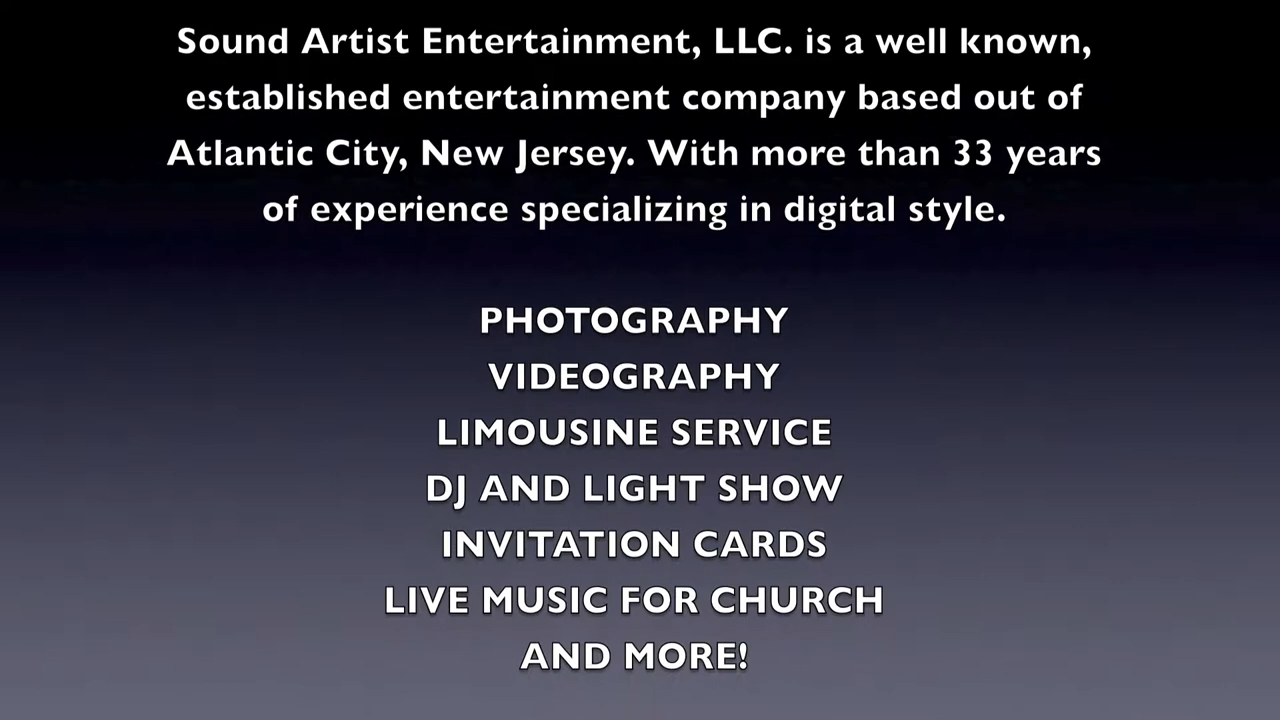 Sound Artist Entertainment, LLC. is a well known,
established entertainment company based out of
Atlantic City, New Jersey. With more than 33 years
of experience specializing in digital style.
PHOTOGRAPHY
VIDEOGRAPHY
LIMOUSINE SERVICE
DJ AND LIGHT SHOW
INVITATION CARDS
LIVE MUSIC FOR CHURCH
AND MORE!